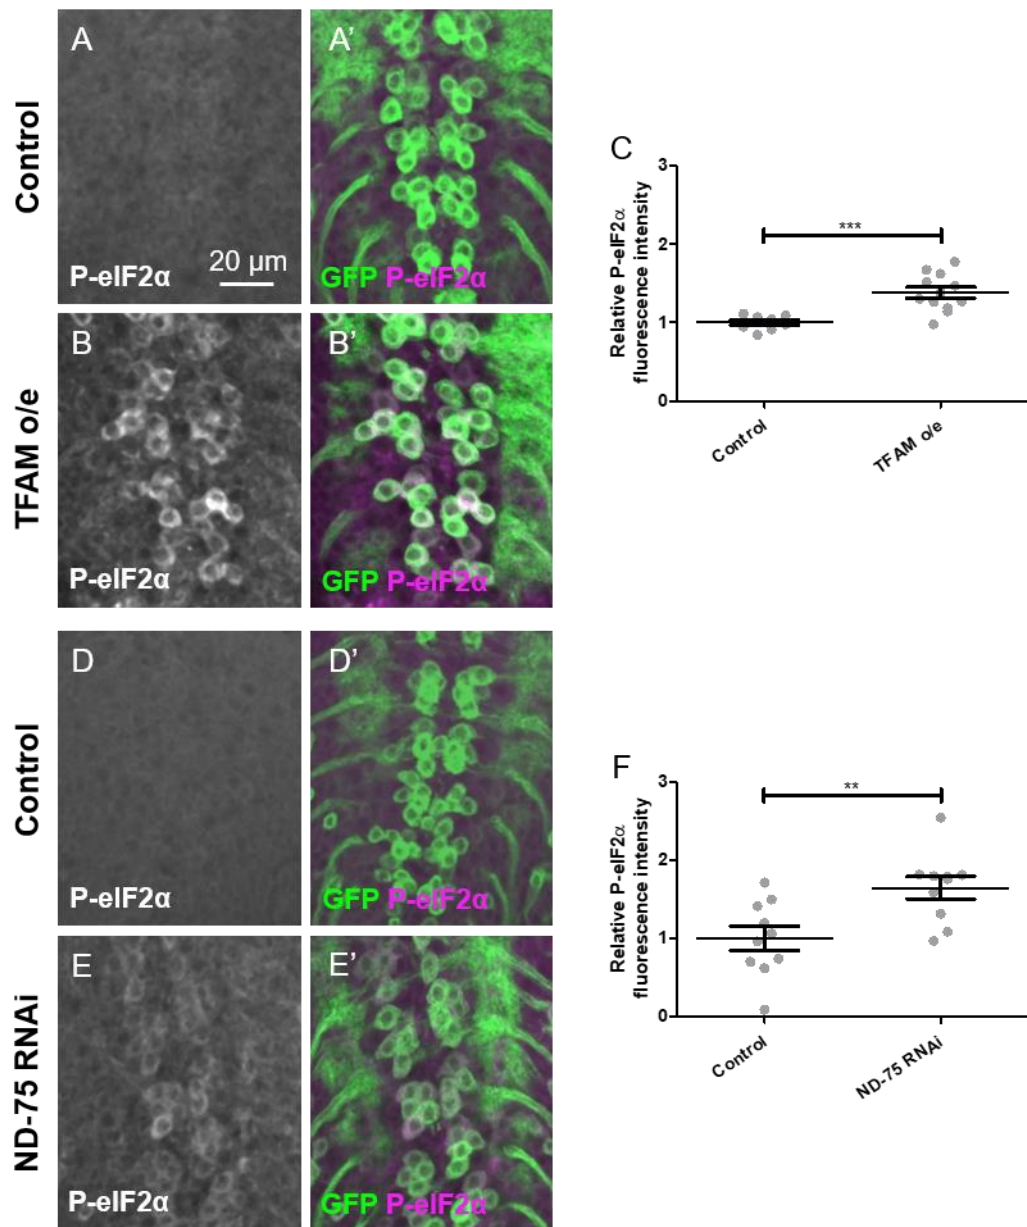 A
A'
Control
P-eIF2α
20 µm
GFP P-eIF2α
B
B'
TFAM o/e
P-eIF2α
GFP P-eIF2α
C
Relative P-eIF2α
fluorescence intensity
3
2
1
0
***
Control
TFAM o/e
D
D'
Control
P-eIF2α
GFP P-eIF2α
E
E'
ND-75 RNAi
P-eIF2α
GFP P-eIF2α
F
Relative P-eIF2α
fluorescence intensity
3
2
1
0
**
Control
ND-75 RNAi